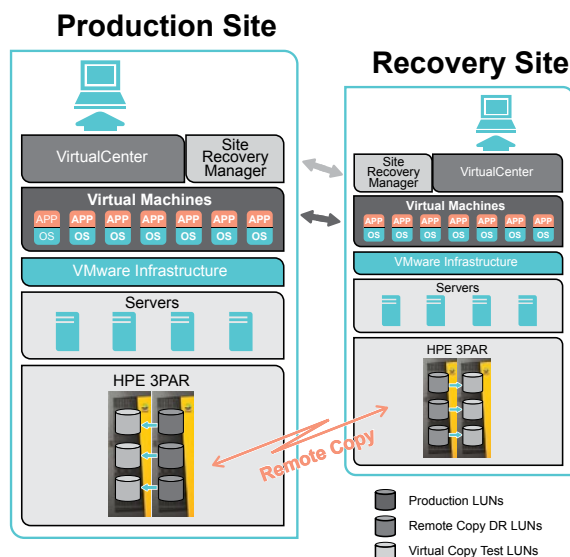 Production Site
VirtualCenter
Site
Recovery
Manager
Virtual Machines
APP APP APP APP APP APP APP
OS OS OS OS OS OS OS
VMware Infrastructure
Servers
HPE 3PAR
Remote Copy
Recovery Site
Site
Recovery
Manager
VirtualCenter
Virtual Machines
APP APP APP APP APP APP APP
OS OS OS OS OS OS OS
VMware Infrastructure
Servers
HPE 3PAR
Production LUNs
Remote Copy DR LUNs
Virtual Copy Test LUNs